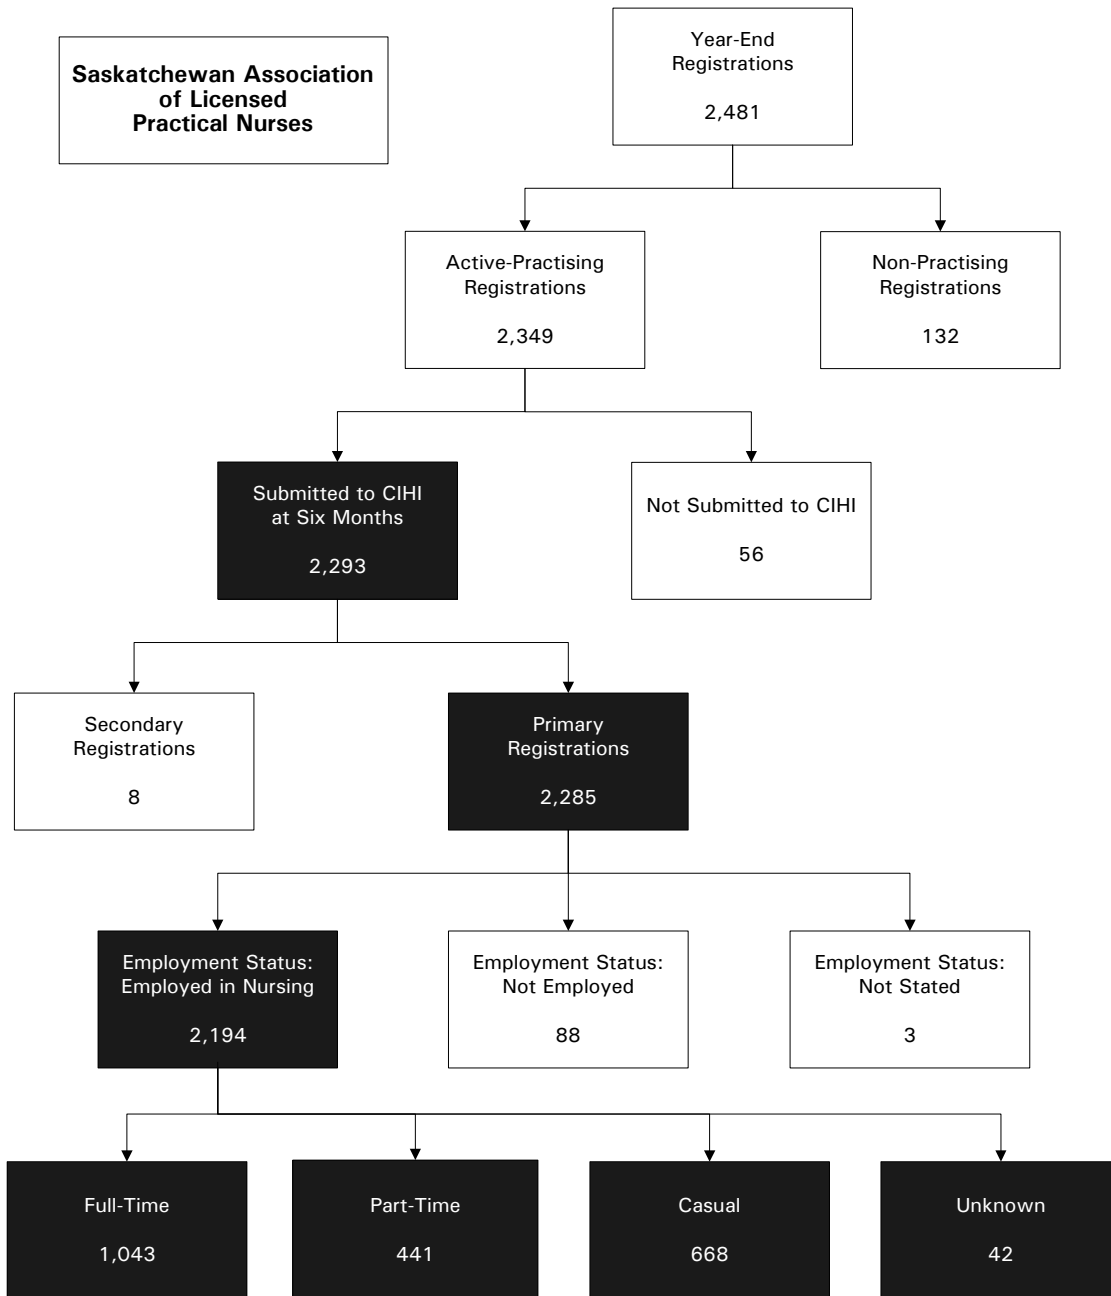 Saskatchewan Association
of Licensed
Practical Nurses
Year-End
Registrations
2,481
Active-Practising
Registrations
2,349
Non-Practising
Registrations
132
Submitted to CIHI
at Six Months
2,293
Not Submitted to CIHI
56
Secondary
Registrations
8
Primary
Registrations
2,285
Employment Status:
Employed in Nursing
2,194
Employment Status:
Not Employed
88
Employment Status:
Not Stated
3
Full-Time
1,043
Part-Time
441
Casual
668
Unknown
42